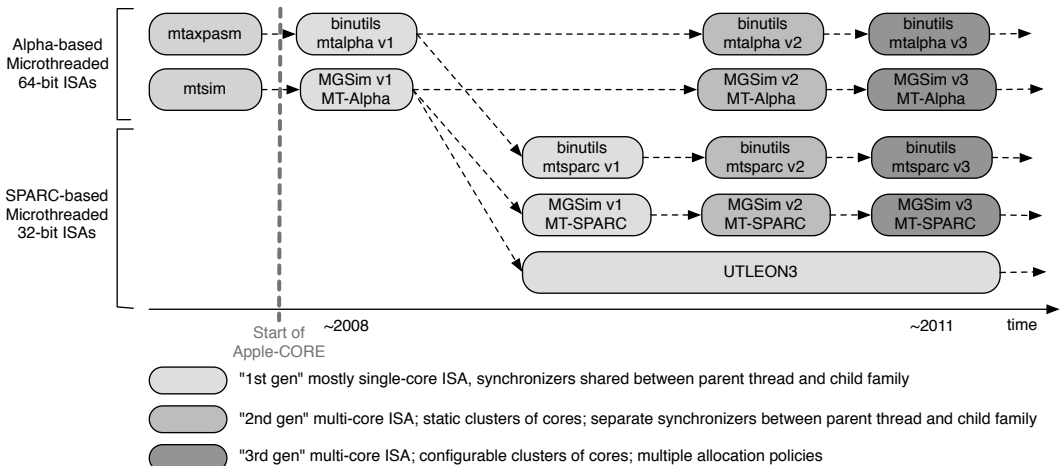 Alpha-based
Microthreaded
64-bit ISAs
mtaxpasm
binutils
mtalpha v1
binutils
mtalpha v2
binutils
mtalpha v3
mtsim
MGSim v1
MT-Alpha
MGSim v2
MT-Alpha
MGSim v3
MT-Alpha
SPARC-based
Microthreaded
32-bit ISAs
binutils
mtsparc v1
binutils
mtsparc v2
binutils
mtsparc v3
MGSim v1
MT-SPARC
MGSim v2
MT-SPARC
MGSim v3
MT-SPARC
UTLEON3
Start of
Apple-CORE
~2008
~2011
time
"1st gen" mostly single-core ISA, synchronizers shared between parent thread and child family
"2nd gen" multi-core ISA; static clusters of cores; separate synchronizers between parent thread and child family
"3rd gen" multi-core ISA; configurable clusters of cores; multiple allocation policies